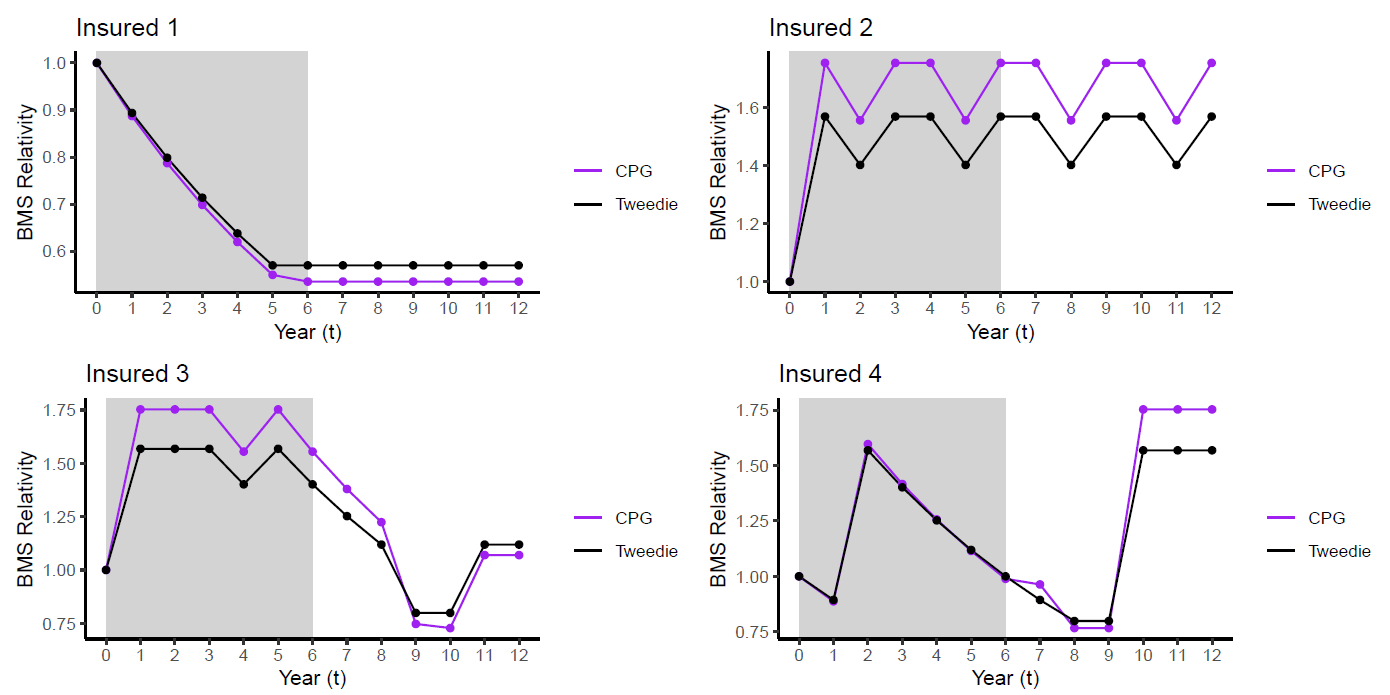 Insured 1
BMS Relativity
1.0
0.9
0.8
0.7
0.6
0 1 2 3 4 5 6 7 8 9 10 11 12
Year (t)
CPG
Tweedie
Insured 2
BMS Relativity
1.6
1.4
1.2
1.0
0 1 2 3 4 5 6 7 8 9 10 11 12
Year (t)
CPG
Tweedie
Insured 3
BMS Relativity
1.75
1.50
1.25
1.00
0.75
0 1 2 3 4 5 6 7 8 9 10 11 12
Year (t)
CPG
Tweedie
Insured 4
BMS Relativity
1.75
1.50
1.25
1.00
0.75
0 1 2 3 4 5 6 7 8 9 10 11 12
Year (t)
CPG
Tweedie